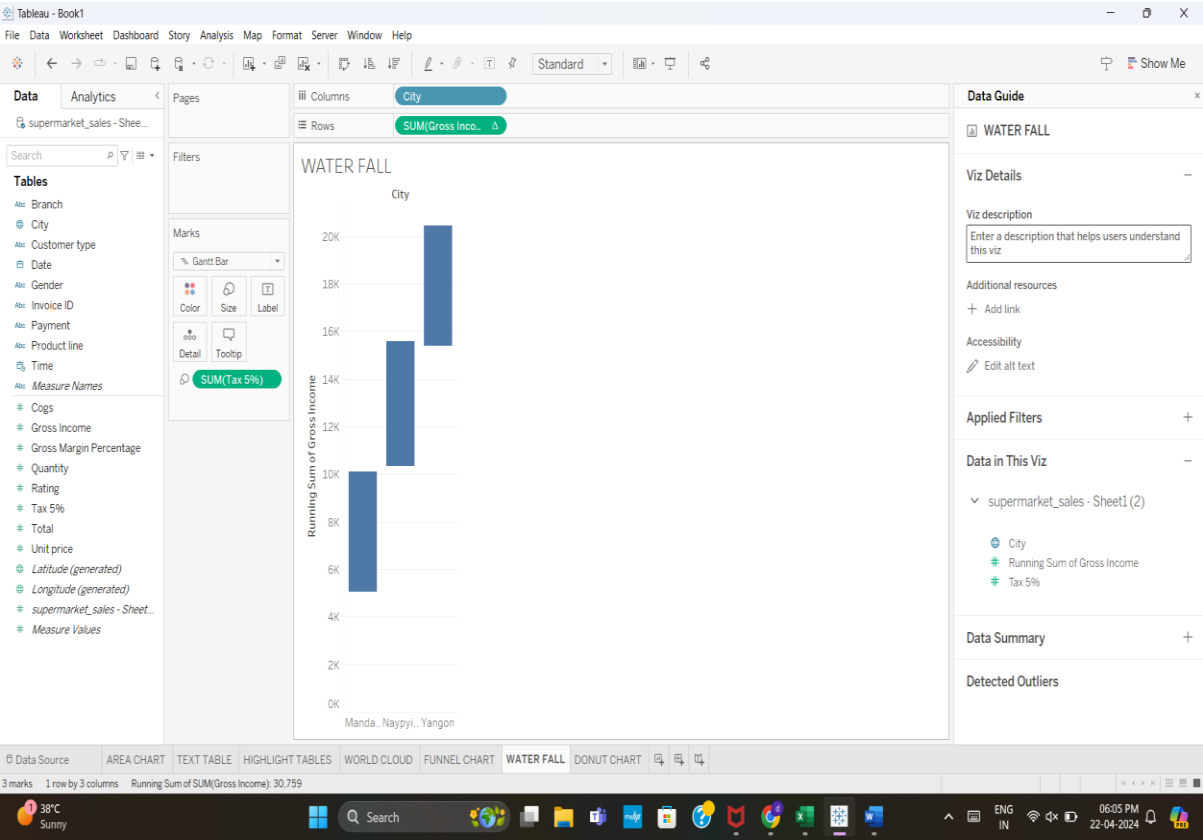 Tableau - Book1
File Data Worksheet Dashboard Story Analysis Map Format Server Window Help
Standard
Show Me
Data Analytics
supermarket_sales - Shee...
Search
Tables
Abc Branch
City
Abc Customer type
Date
Abc Gender
Abc Invoice ID
Abc Payment
Abc Product line
Time
Abc Measure Names
# Cogs
# Gross Income
# Gross Margin Percentage
# Quantity
# Rating
# Tax 5%
# Total
# Unit price
Latitude (generated)
Longitude (generated)
# supermarket_sales - Sheet...
# Measure Values
Pages
Filters
Marks
Gantt Bar
Color Size Label
Detail Tooltip
SUM(Tax 5%)
Columns City
Rows SUM(Gross Inco.. Δ
WATER FALL
City
Running Sum of Gross Income
20K
18K
16K
14K
12K
10K
8K
6K
4K
2K
0K
Manda.. Naypyi.. Yangon
Data Guide
WATER FALL
Viz Details
Viz description
Enter a description that helps users understand
this viz
Additional resources
+ Add link
Accessibility
Edit alt text
Applied Filters
Data in This Viz
supermarket_sales - Sheet1 (2)
City
# Running Sum of Gross Income
# Tax 5%
Data Summary
Detected Outliers
Data Source AREA CHART TEXT TABLE HIGHLIGHT TABLES WORLD CLOUD FUNNEL CHART WATER FALL DONUT CHART
3 marks 1 row by 3 columns Running Sum of SUM(Gross Income): 30,759
1
38°C
Sunny
Search
ENG
IN
06:05 PM
22-04-2024
PRE